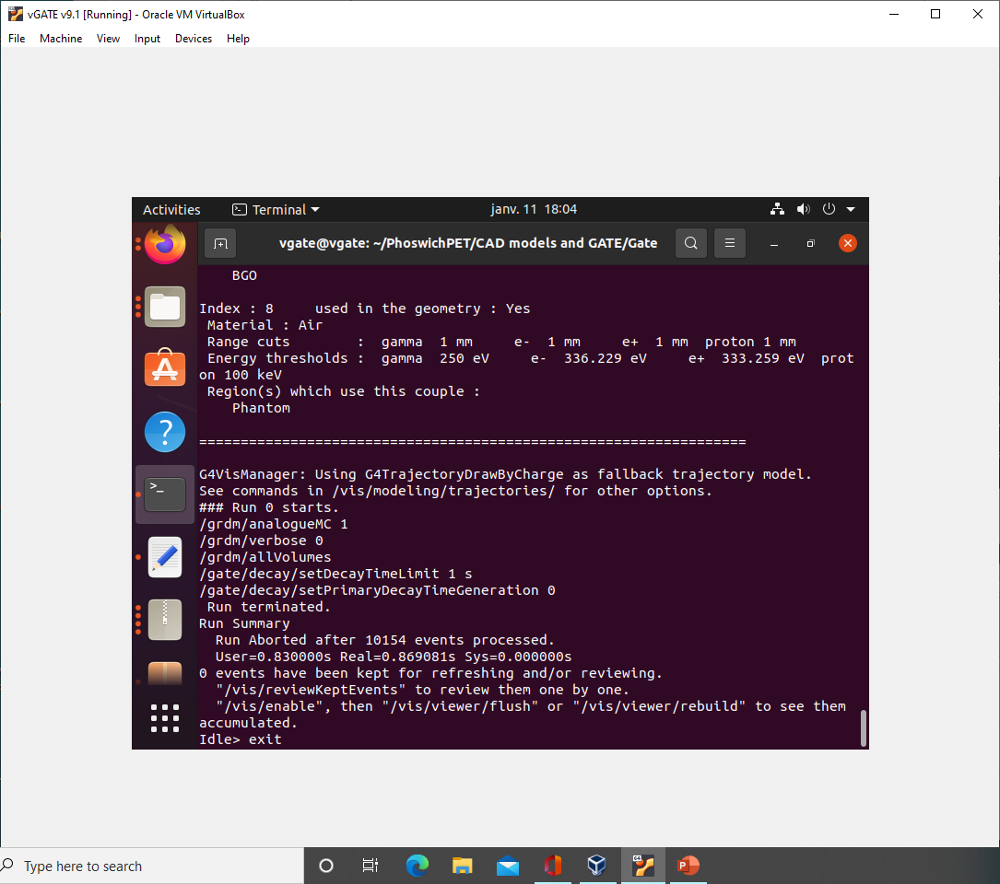 vGATE v9.1 [Running] - Oracle VM VirtualBox
File Machine View Input Devices Help
Activities Terminal janv. 11 18:04
vgate@vgate: ~/PhoswichPET/CAD models and GATE/Gate
BGO
Index : 8 used in the geometry : Yes
Material : Air
Range cuts : gamma 1 mm e- 1 mm e+ 1 mm proton 1 mm
Energy thresholds : gamma 250 eV e- 336.229 eV e+ 333.259 eV prot
on 100 keV
Region(s) which use this couple :
Phantom
==================================================================
G4VisManager: Using G4TrajectoryDrawByCharge as fallback trajectory model.
See commands in /vis/modeling/trajectories/ for other options.
### Run 0 starts.
/grdm/analogueMC 1
/grdm/verbose 0
/grdm/allVolumes
/gate/decay/setDecayTimeLimit 1 s
/gate/decay/setPrimaryDecayTimeGeneration 0
Run terminated.
Run Summary
Run Aborted after 10154 events processed.
User=0.830000s Real=0.869081s Sys=0.000000s
0 events have been kept for refreshing and/or reviewing.
"/vis/reviewKeptEvents" to review them one by one.
"/vis/enable", then "/vis/viewer/flush" or "/vis/viewer/rebuild" to see them
accumulated.
Idle> exit
Type here to search